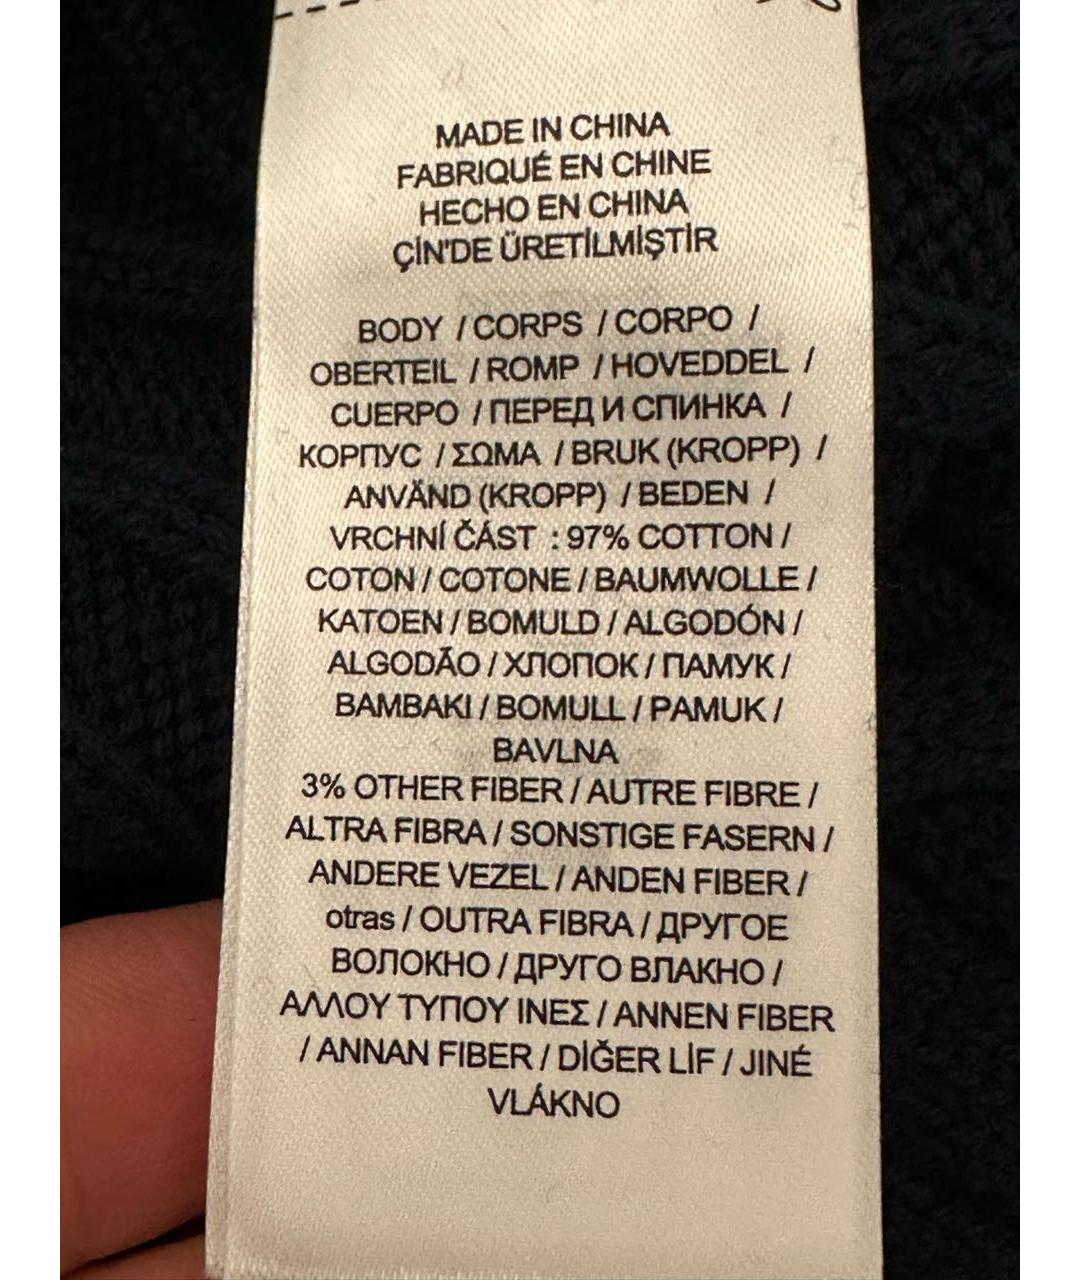 MADE IN CHINA
FABRIQUÉ EN CHINE
HECHO EN CHINA
ÇİN'DE ÜRETİLMİŞTİR
BODY / CORPS / CORPO /
OBERTEIL / ROMP / HOVEDDEL /
CUERPO / ПЕРЕД И СПИНКА /
КОРПУС / ΣΩΜΑ / BRUK (KROPP) /
ANVÄND (KROPP) / BEDEN /
VRCHNÍ ČÁST : 97% COTTON /
COTON / COTONE / BAUMWOLLE /
KATOEN / BOMULD / ALGODÓN /
ALGODÃO / ХЛОПОК / ПАМУК /
BAMBAKI / BOMULL / PAMUK /
BAVLNA
3% OTHER FIBER / AUTRE FIBRE /
ALTRA FIBRA / SONSTIGE FASERN /
ANDERE VEZEL / ANDEN FIBER /
otras / OUTRA FIBRA / ДРУГОЕ
ВОЛОКНО / ДРУГО ВЛАКНО /
ΑΛΛΟΥ ΤΥΠΟΥ ΙΝΕΣ / ANNEN FIBER
/ ANNAN FIBER / DİĞER LİF / JINÉ
VLÁKNO